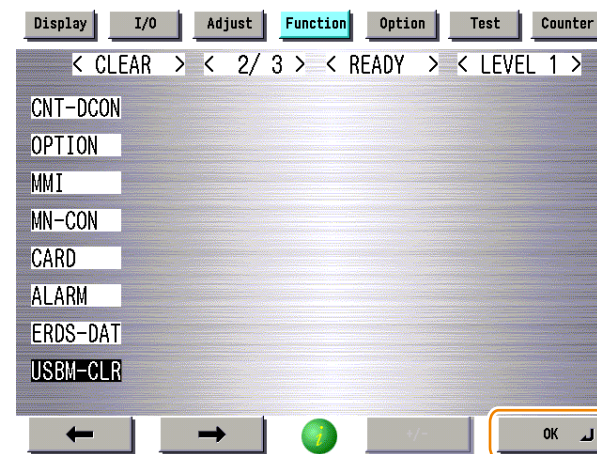 Display I/O Adjust Function Option Test Counter
< CLEAR > < 2/ 3 > < READY > < LEVEL 1 >
CNT-DCON
OPTION
MMI
MN-CON
CARD
ALARM
ERDS-DAT
USBM-CLR
+/- OK